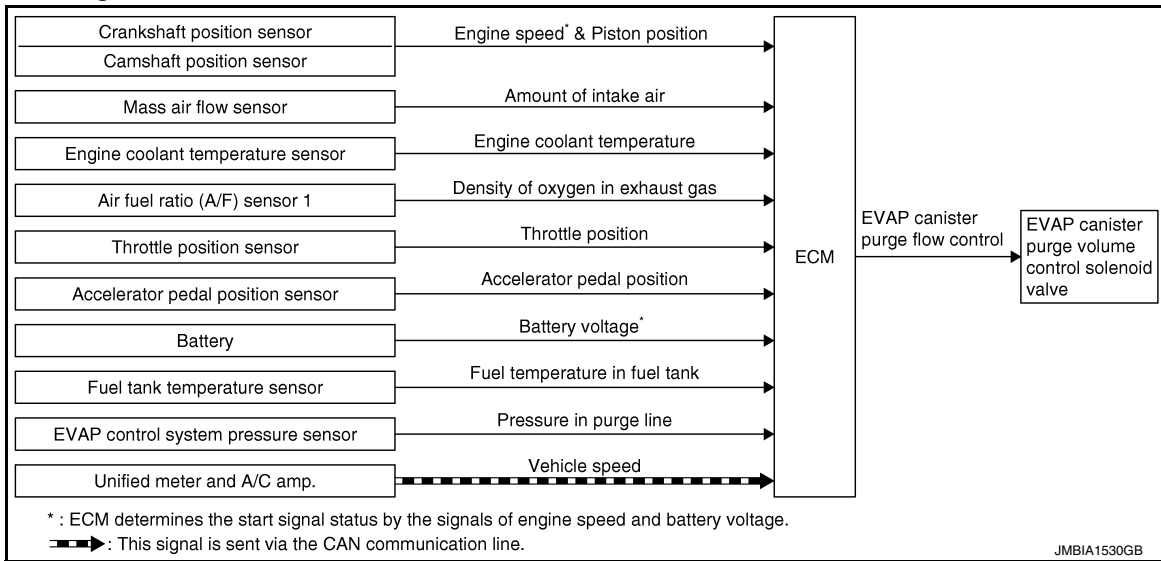 Crankshaft position sensor
Camshaft position sensor
Engine speed* & Piston position
Mass air flow sensor
Amount of intake air
Engine coolant temperature sensor
Engine coolant temperature
Air fuel ratio (A/F) sensor 1
Density of oxygen in exhaust gas
Throttle position sensor
Throttle position
Accelerator pedal position sensor
Accelerator pedal position
Battery
Battery voltage*
Fuel tank temperature sensor
Fuel temperature in fuel tank
EVAP control system pressure sensor
Pressure in purge line
Unified meter and A/C amp.
Vehicle speed
ECM
EVAP canister
purge flow control
EVAP canister
purge volume
control solenoid
valve
* : ECM determines the start signal status by the signals of engine speed and battery voltage.
: This signal is sent via the CAN communication line.
JMBIA1530GB